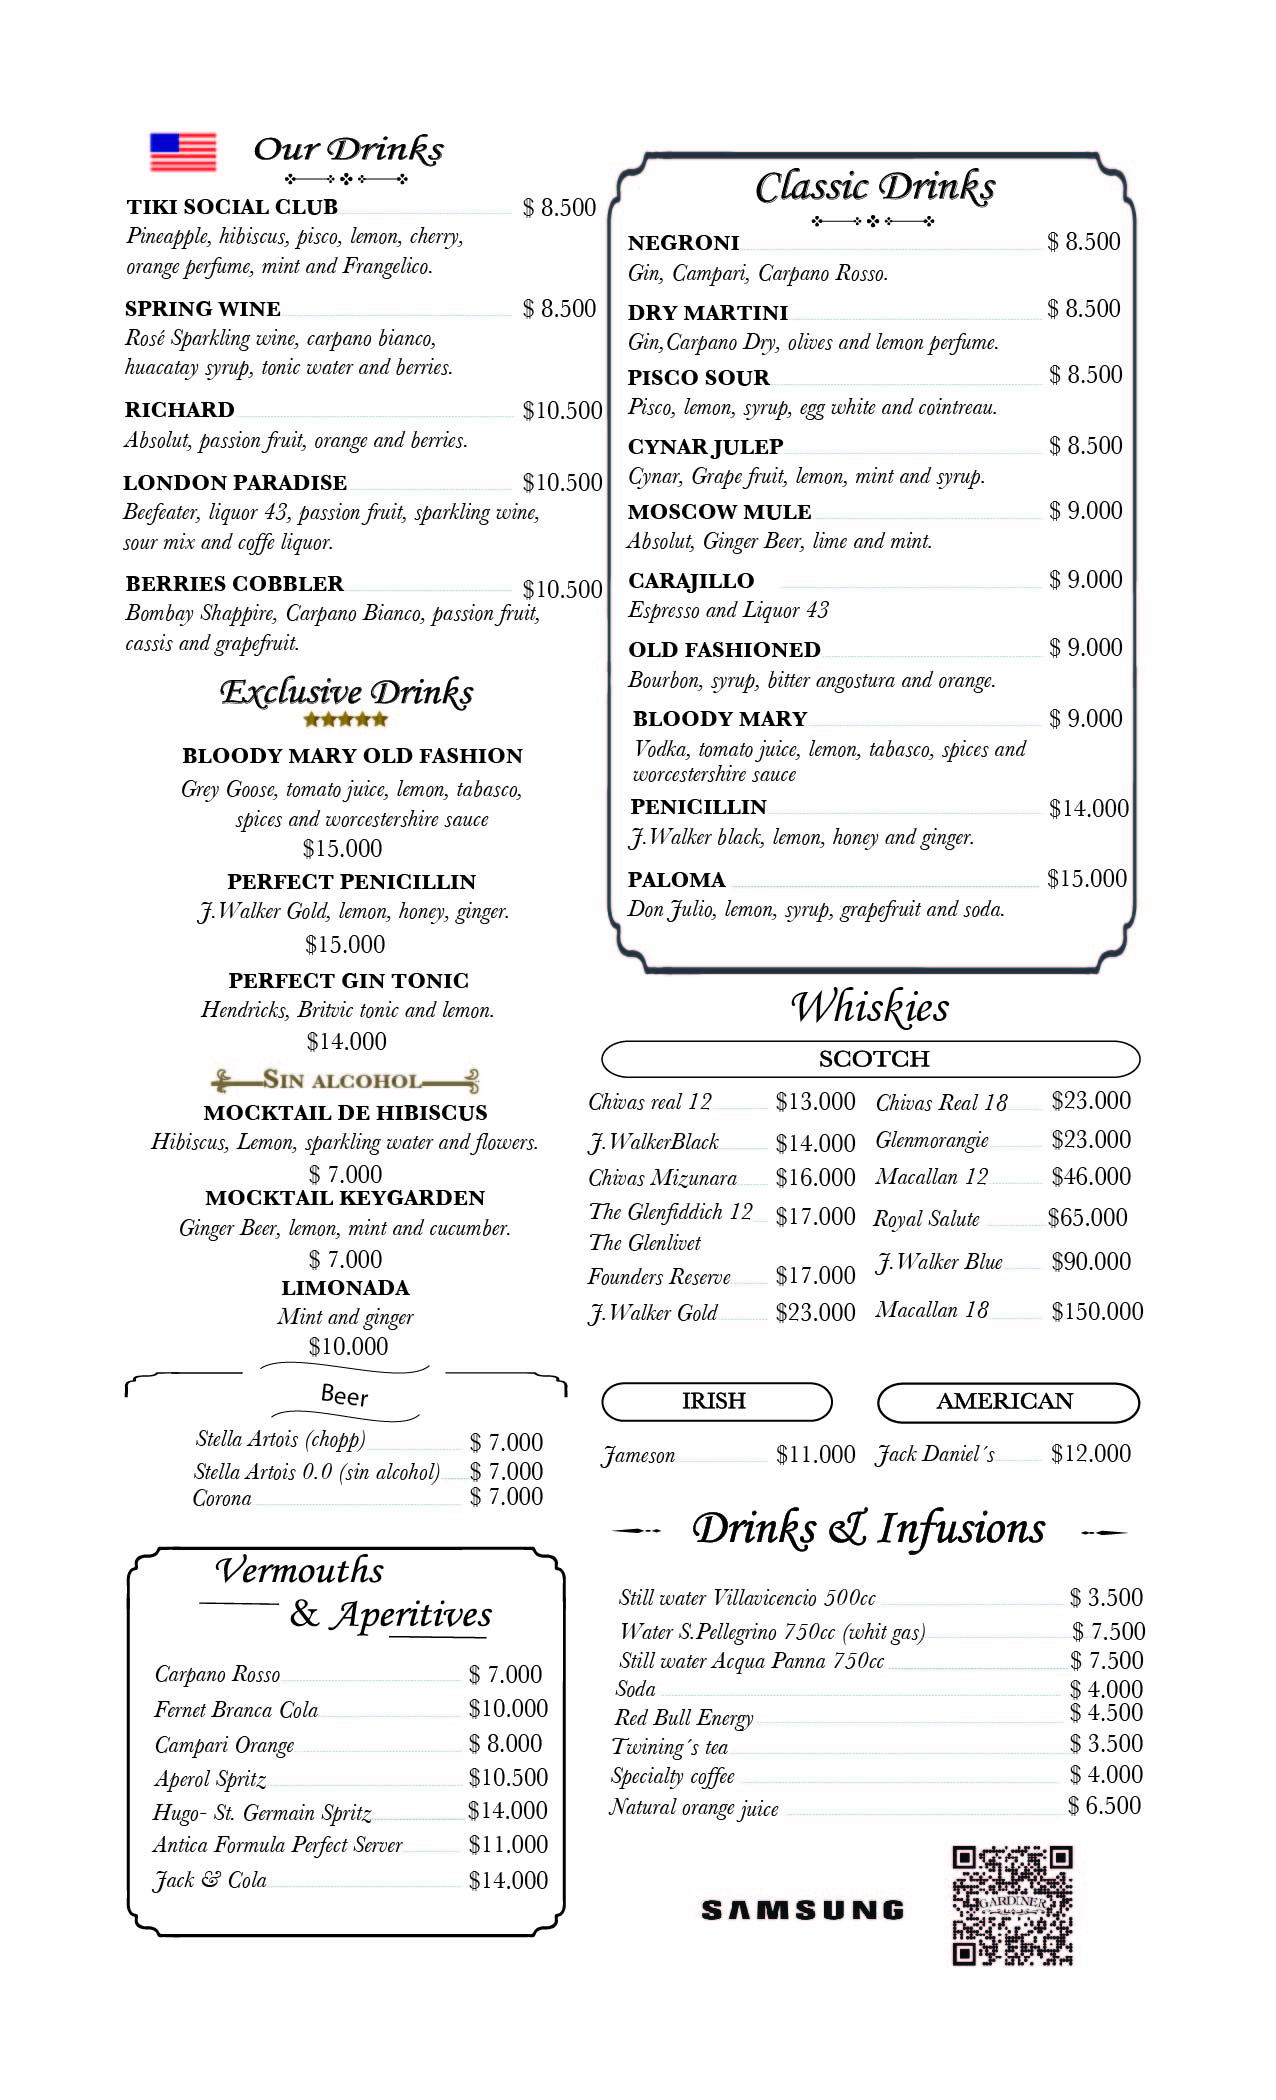 Our Drinks
TIKI SOCIAL CLUB $ 8.500
Pineapple, hibiscus, pisco, lemon, cherry,
orange perfume, mint and Frangelico.
SPRING WINE $ 8.500
Rosé Sparkling wine, carpano bianco,
huacatay syrup, tonic water and berries.
RICHARD $10.500
Absolut, passion fruit, orange and berries.
LONDON PARADISE $10.500
Beefeater, liquor 43, passion fruit, sparkling wine,
sour mix and coffe liquor.
BERRIES COBBLER $10.500
Bombay Shappire, Carpano Bianco, passion fruit,
cassis and grapefruit.
Exclusive Drinks
BLOODY MARY OLD FASHION
Grey Goose, tomato juice, lemon, tabasco,
spices and worcestershire sauce
$15.000
PERFECT PENICILLIN
J.Walker Gold, lemon, honey, ginger.
$15.000
PERFECT GIN TONIC
Hendricks, Britvic tonic and lemon.
$14.000
SIN ALCOHOL
MOCKTAIL DE HIBISCUS
Hibiscus, Lemon, sparkling water and flowers.
$ 7.000
MOCKTAIL KEYGARDEN
Ginger Beer, lemon, mint and cucumber.
$ 7.000
LIMONADA
Mint and ginger
$10.000
Beer
Stella Artois (chopp) $ 7.000
Stella Artois 0.0 (sin alcohol) $ 7.000
Corona $ 7.000
Vermouths
& Aperitives
Carpano Rosso $ 7.000
Fernet Branca Cola $10.000
Campari Orange $ 8.000
Aperol Spritz $10.500
Hugo- St. Germain Spritz $14.000
Antica Formula Perfect Server $11.000
Jack & Cola $14.000
Classic Drinks
NEGRONI $ 8.500
Gin, Campari, Carpano Rosso.
DRY MARTINI $ 8.500
Gin,Carpano Dry, olives and lemon perfume.
PISCO SOUR $ 8.500
Pisco, lemon, syrup, egg white and cointreau.
CYNAR JULEP $ 8.500
Cynar, Grape fruit, lemon, mint and syrup.
MOSCOW MULE $ 9.000
Absolut, Ginger Beer, lime and mint.
CARAJILLO $ 9.000
Espresso and Liquor 43
OLD FASHIONED $ 9.000
Bourbon, syrup, bitter angostura and orange.
BLOODY MARY $ 9.000
Vodka, tomato juice, lemon, tabasco, spices and
worcestershire sauce
PENICILLIN $14.000
J.Walker black, lemon, honey and ginger.
PALOMA $15.000
Don Julio, lemon, syrup, grapefruit and soda.
Whiskies
SCOTCH
Chivas real 12 $13.000
J.WalkerBlack $14.000
Chivas Mizunara $16.000
The Glenfiddich 12 $17.000
The Glenlivet
Founders Reserve $17.000
J.Walker Gold $23.000
Chivas Real 18 $23.000
Glenmorangie $23.000
Macallan 12 $46.000
Royal Salute $65.000
J.Walker Blue $90.000
Macallan 18 $150.000
IRISH
Jameson $11.000
AMERICAN
Jack Daniel´s $12.000
Drinks & Infusions
Still water Villavicencio 500cc $ 3.500
Water S.Pellegrino 750cc (whit gas) $ 7.500
Still water Acqua Panna 750cc $ 7.500
Soda $ 4.000
Red Bull Energy $ 4.500
Twining´s tea $ 3.500
Specialty coffee $ 4.000
Natural orange juice $ 6.500
SAMSUNG
GARDINER